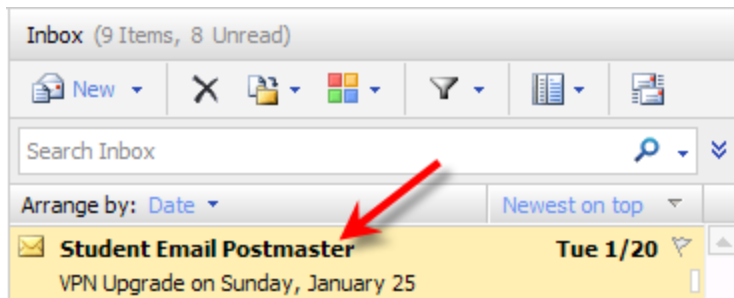 Inbox (9 Items, 8 Unread)
New
Search Inbox
Arrange by: Date Newest on top
Student Email Postmaster Tue 1/20
VPN Upgrade on Sunday, January 25